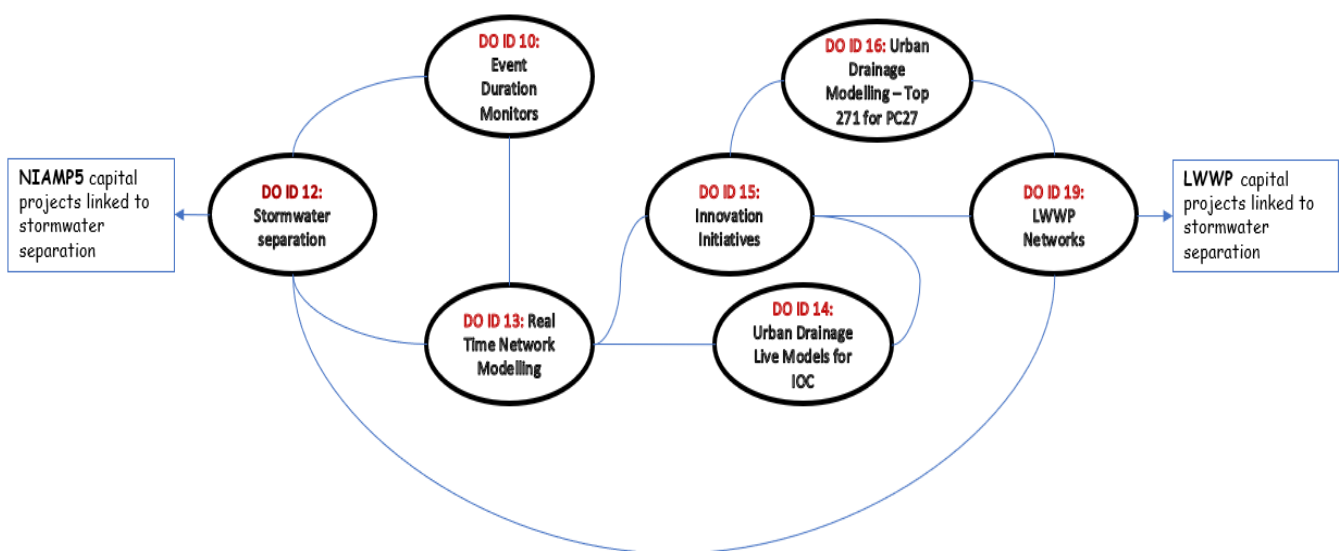 DO ID 10:
Event
Duration
Monitors
DO ID 16: Urban
Drainage
Modelling – Top
271 for PC27
NIAMP5 capital
projects linked to
stormwater
separation
DO ID 12:
Stormwater
separation
DO ID 15:
Innovation
Initiatives
DO ID 19:
LWWP
Networks
LWWP capital
projects linked to
stormwater
separation
DO ID 13: Real
Time Network
Modelling
DO ID 14:
Urban Drainage
Live Models for
IOC